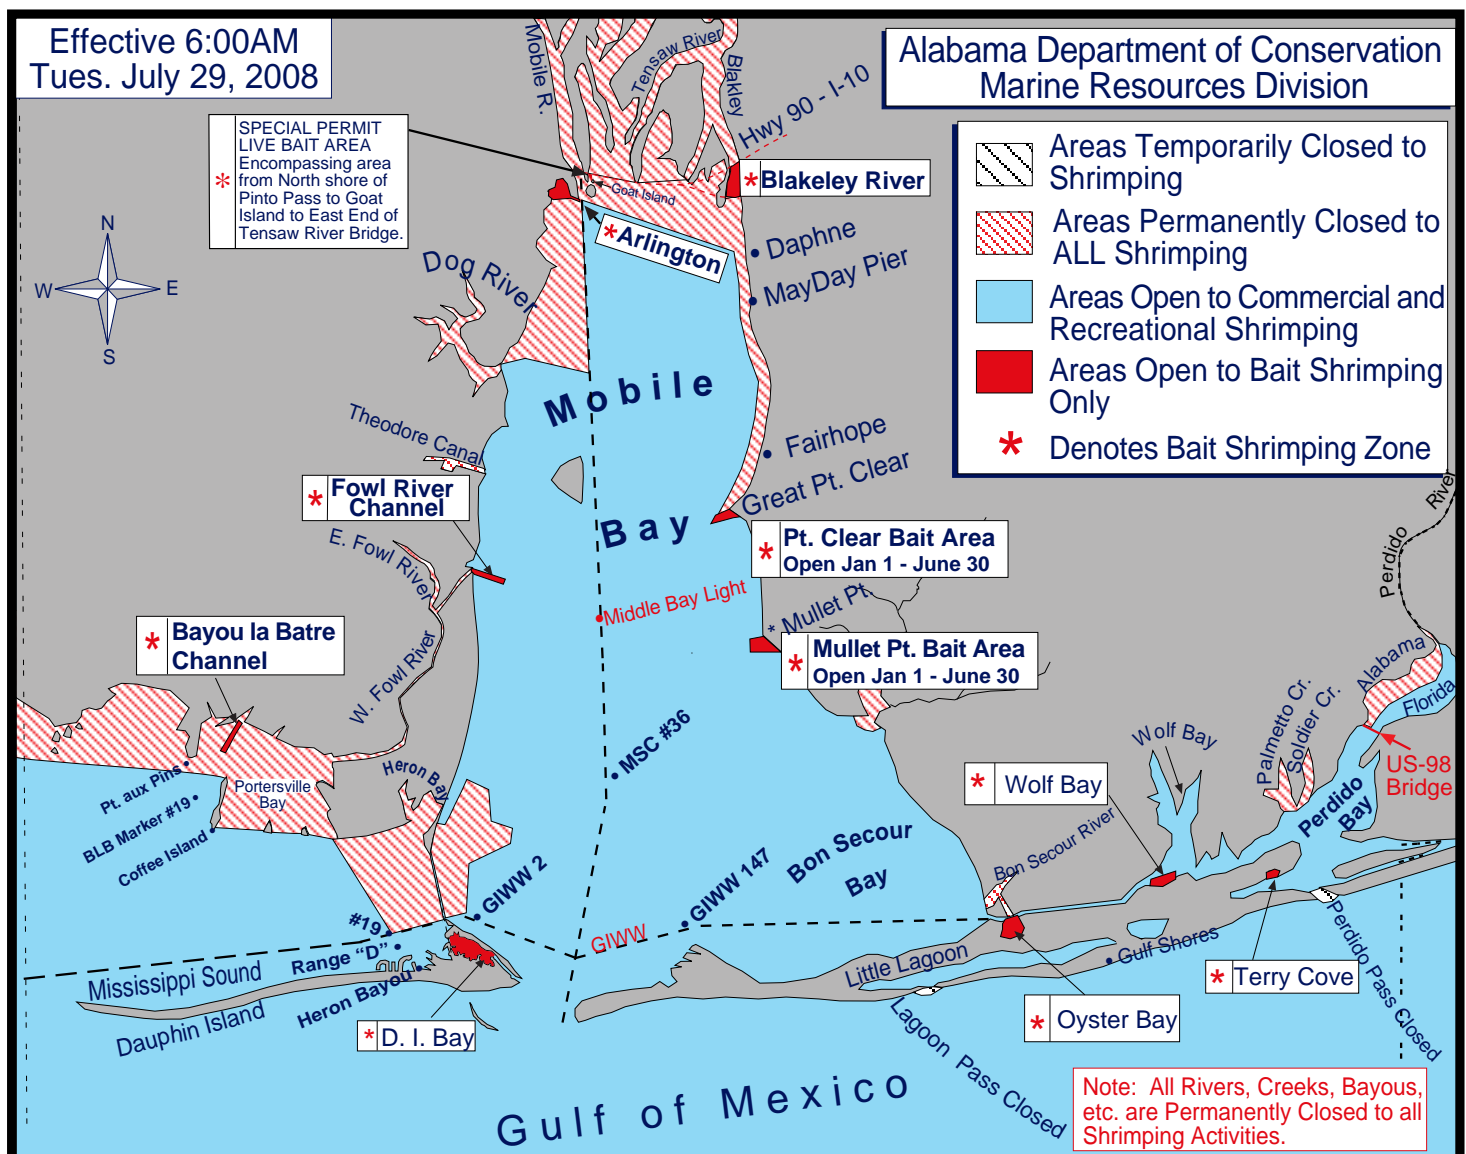 Effective 6:00AM
Tues. July 29, 2008
Alabama Department of Conservation
Marine Resources Division
Areas Temporarily Closed to
Shrimping
Areas Permanently Closed to
ALL Shrimping
Areas Open to Commercial and
Recreational Shrimping
Areas Open to Bait Shrimping
Only
* Denotes Bait Shrimping Zone
* SPECIAL PERMIT
LIVE BAIT AREA
Encompassing area
from North shore of
Pinto Pass to Goat
Island to East End of
Tensaw River Bridge.
Mobile R.
Tensaw River
Blakley
Hwy 90 - I-10
* Blakeley River
Goat Island
* Arlington
N
W
E
S
Dog River
Daphne
MayDay Pier
Mobile
Bay
Theodore Canal
Fairhope
Great Pt. Clear
* Fowl River
Channel
* Pt. Clear Bait Area
Open Jan 1 - June 30
E. Fowl River
Middle Bay Light
* Mullet Pt.
* Bayou la Batre
Channel
* Mullet Pt. Bait Area
Open Jan 1 - June 30
W. Fowl River
Perdido River
Alabama
Florida
Palmetto Cr.
Soldier Cr.
Wolf Bay
US-98
Bridge
MSC #36
Heron Bay
Pt. aux Pins
Portersville
Bay
BLB Marker #19
Coffee Island
* Wolf Bay
Perdido
Bay
Bon Secour
Bay
Bon Secour River
GIWW 2
GIWW 147
#19
GIWW
Range “D”
Mississippi Sound
Heron Bayou
Dauphin Island
Little Lagoon
Gulf Shores
* Terry Cove
Perdido Pass Closed
* D. I. Bay
* Oyster Bay
Lagoon Pass Closed
Gulf of Mexico
Note: All Rivers, Creeks, Bayous,
etc. are Permanently Closed to all
Shrimping Activities.